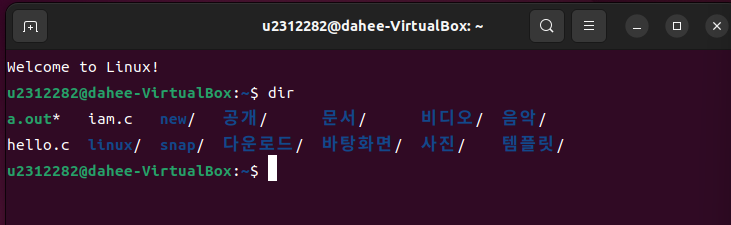 u2312282@dahee-VirtualBox: ~
Welcome to Linux!
u2312282@dahee-VirtualBox:~$ dir
a.out* iam.c new/ 공개/ 문서/ 비디오/ 음악/
hello.c linux/ snap/ 다운로드/ 바탕화면/ 사진/ 템플릿/
u2312282@dahee-VirtualBox:~$